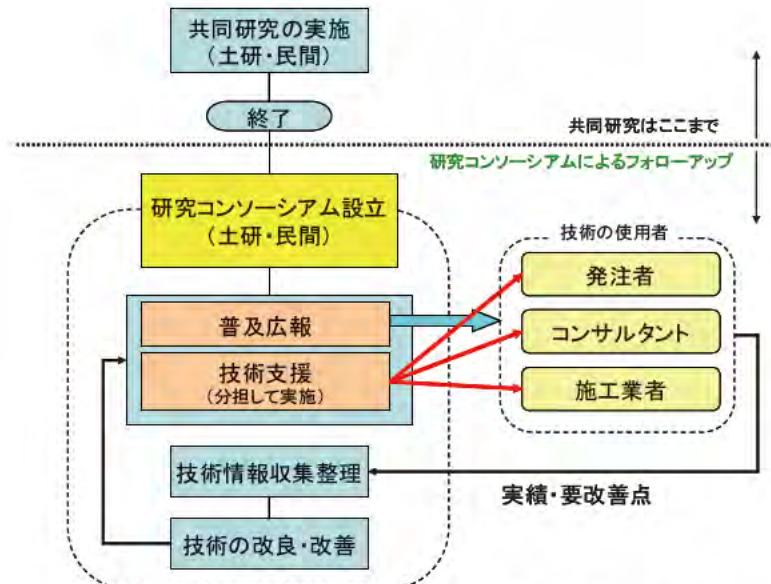 共同研究の実施
(土研・民間)
終了
共同研究はここまで
研究コンソーシアムによるフォローアップ
研究コンソーシアム設立
(土研・民間)
技術の使用者
発注者
普及広報
コンサルタント
技術支援
(分担して実施)
施工業者
技術情報収集整理
実績・要改善点
技術の改良・改善